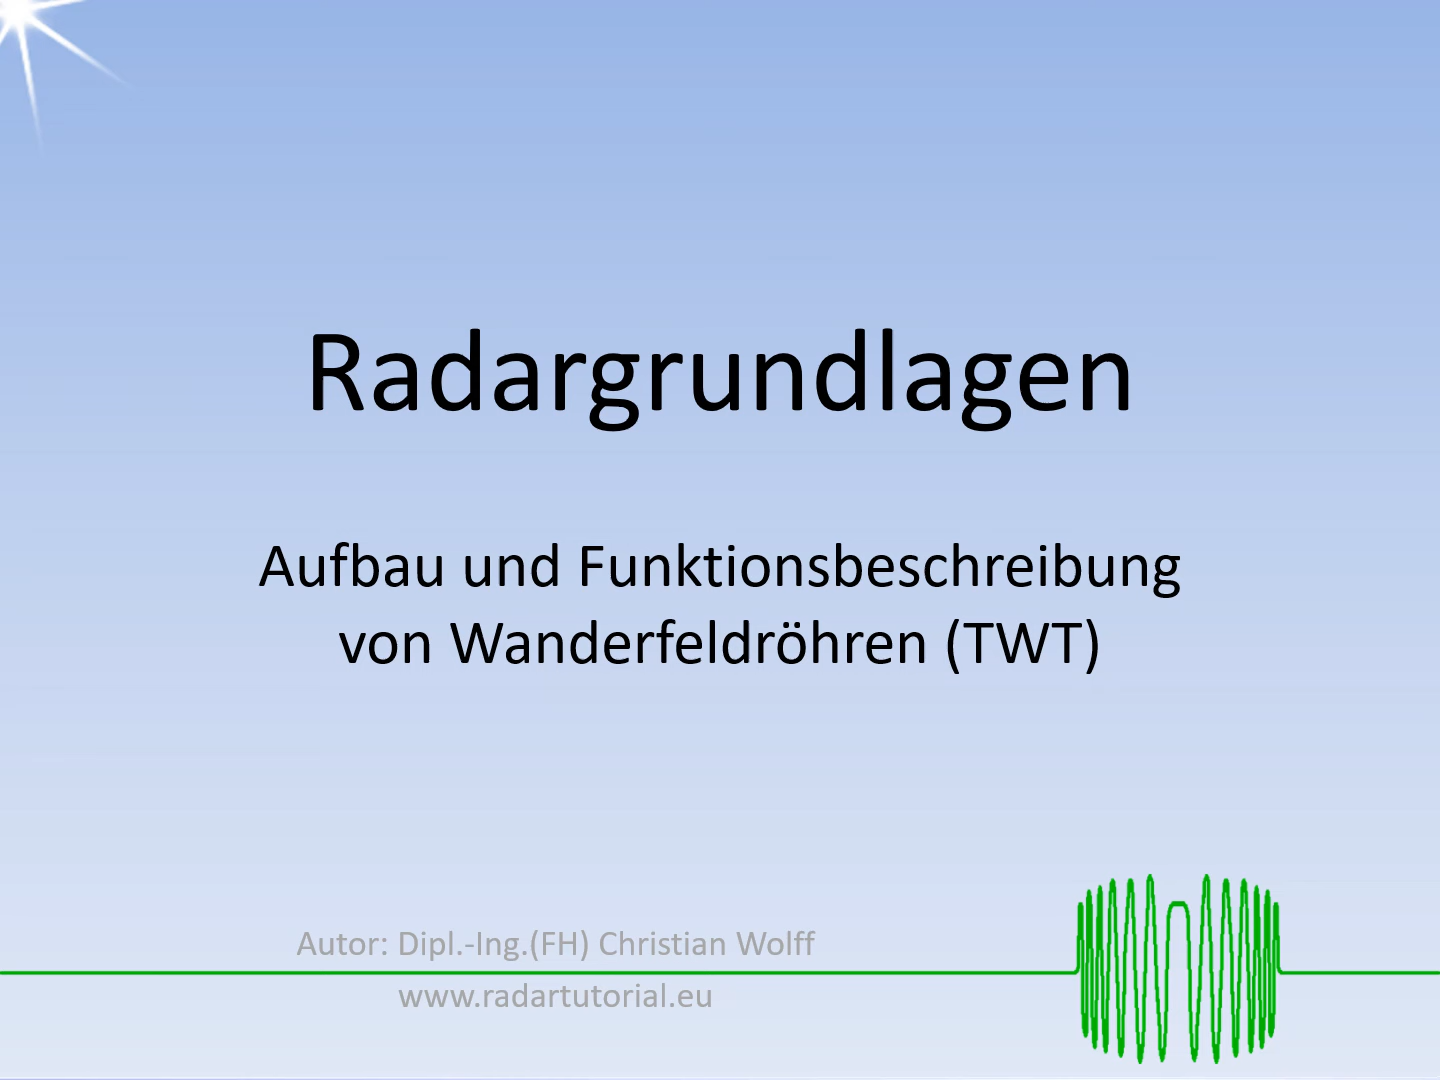 Radargrundlagen
Aufbau und Funktionsbeschreibung
von Wanderfeldröhren (TWT)
Autor: Dipl.-Ing.(FH) Christian Wolff
www.radartutorial.eu